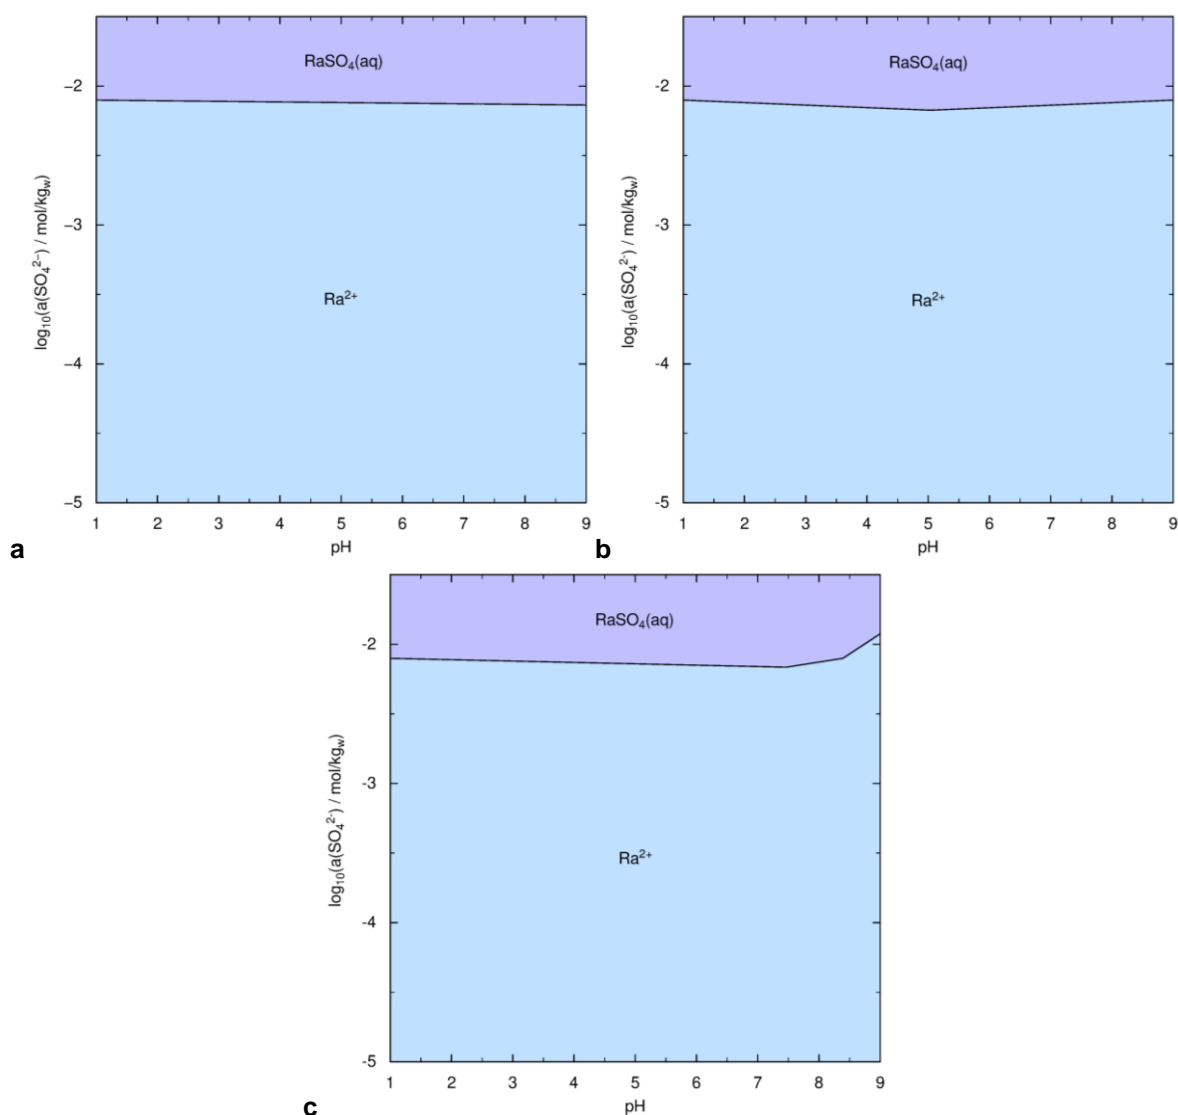 RaSO₄(aq)
−2
−3
−4
−5
log₁₀(a(SO₄²⁻) / mol/kgw)
Ra²⁺
1 2 3 4 5 6 7 8 9
pH
a
RaSO₄(aq)
-2
-3
-4
-5
log₁₀(a(SO₄²⁻) / mol/kgw)
Ra²⁺
1 2 3 4 5 6 7 8 9
pH
b
RaSO₄(aq)
-2
-3
-4
-5
log₁₀(a(SO₄²⁻) / mol/kgw)
Ra²⁺
1 2 3 4 5 6 7 8 9
pH
c